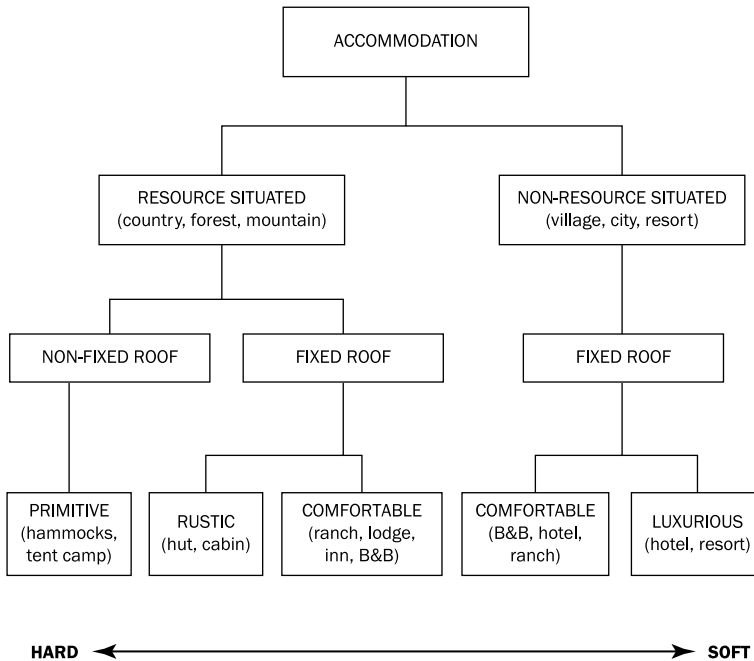 ACCOMMODATION
RESOURCE SITUATED
(country, forest, mountain)
NON-RESOURCE SITUATED
(village, city, resort)
NON-FIXED ROOF
FIXED ROOF
FIXED ROOF
PRIMITIVE
(hammocks,
tent camp)
RUSTIC
(hut, cabin)
COMFORTABLE
(ranch, lodge,
inn, B&B)
COMFORTABLE
(B&B, hotel,
ranch)
LUXURIOUS
(hotel, resort)
HARD
SOFT